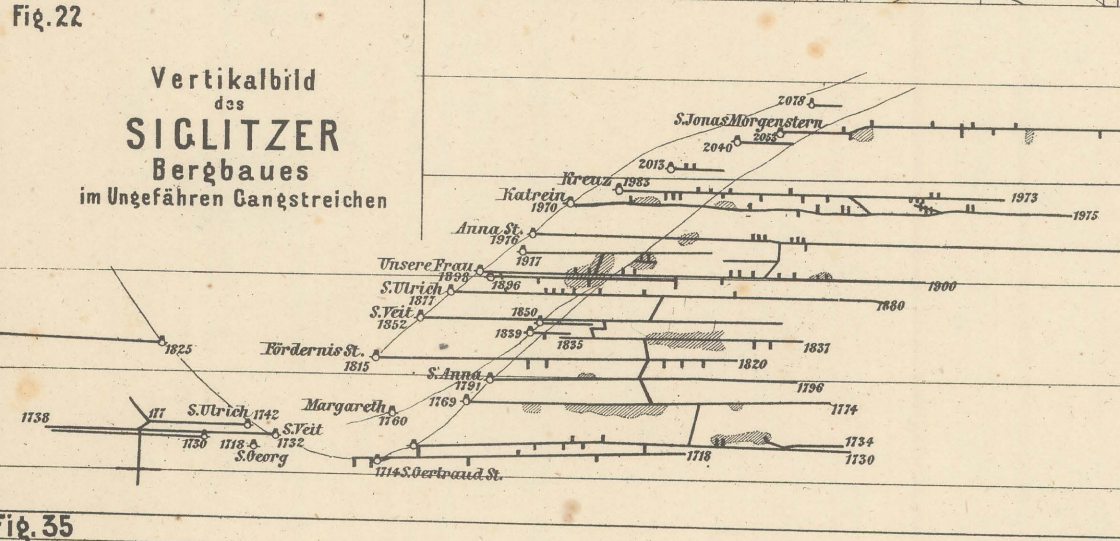 Fig.22
Vertikalbild
des
SIGLITZER
Bergbaues
im Ungefähren Gangstreichen
2078
S.Jonas Morgenstern
2055
2040
2013
Kreuz 1983
1973
Katrein
1970
1975
Anna St.
1976
1917
Unsere Frau
1898
1896
1900
S.Ulrich
1877
1880
S.Veit
1852
1850
1839
1835
1837
1825
Fördernis St.
1815
1820
S.Anna
1791
1796
1769
1774
Margareth
1760
S.Ulrich 1742
1738
S.Veit
1732
1730
1718
S.Georg
1734
1730
1718
1714 S.Gertraud St.
Fig.35